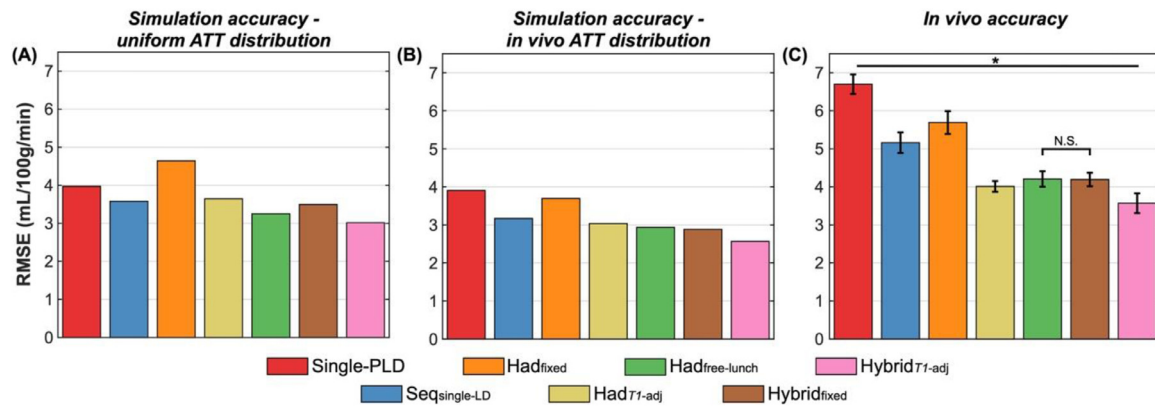 Simulation accuracy -
uniform ATT distribution
Simulation accuracy -
in vivo ATT distribution
In vivo accuracy
(A)
(B)
(C)
RMSE (mL/100g/min)
7
6
5
4
3
2
1
0
7
6
5
4
3
2
1
0
7
6
5
4
3
2
1
0
*
N.S.
Single-PLD Hadfixed Hadfree-lunch HybridT1-adj
Seqsingle-LD HadT1-adj Hybridfixed